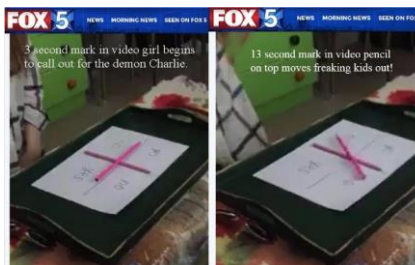 FOX 5 NEWS MORNING NEWS SEEN ON FOX 5
3 second mark in video girl begins
to call out for the demon Charlie.
FOX 5 NEWS MORNING NEWS SEEN ON FO
13 second mark in video pencil
on top moves freaking kids out!